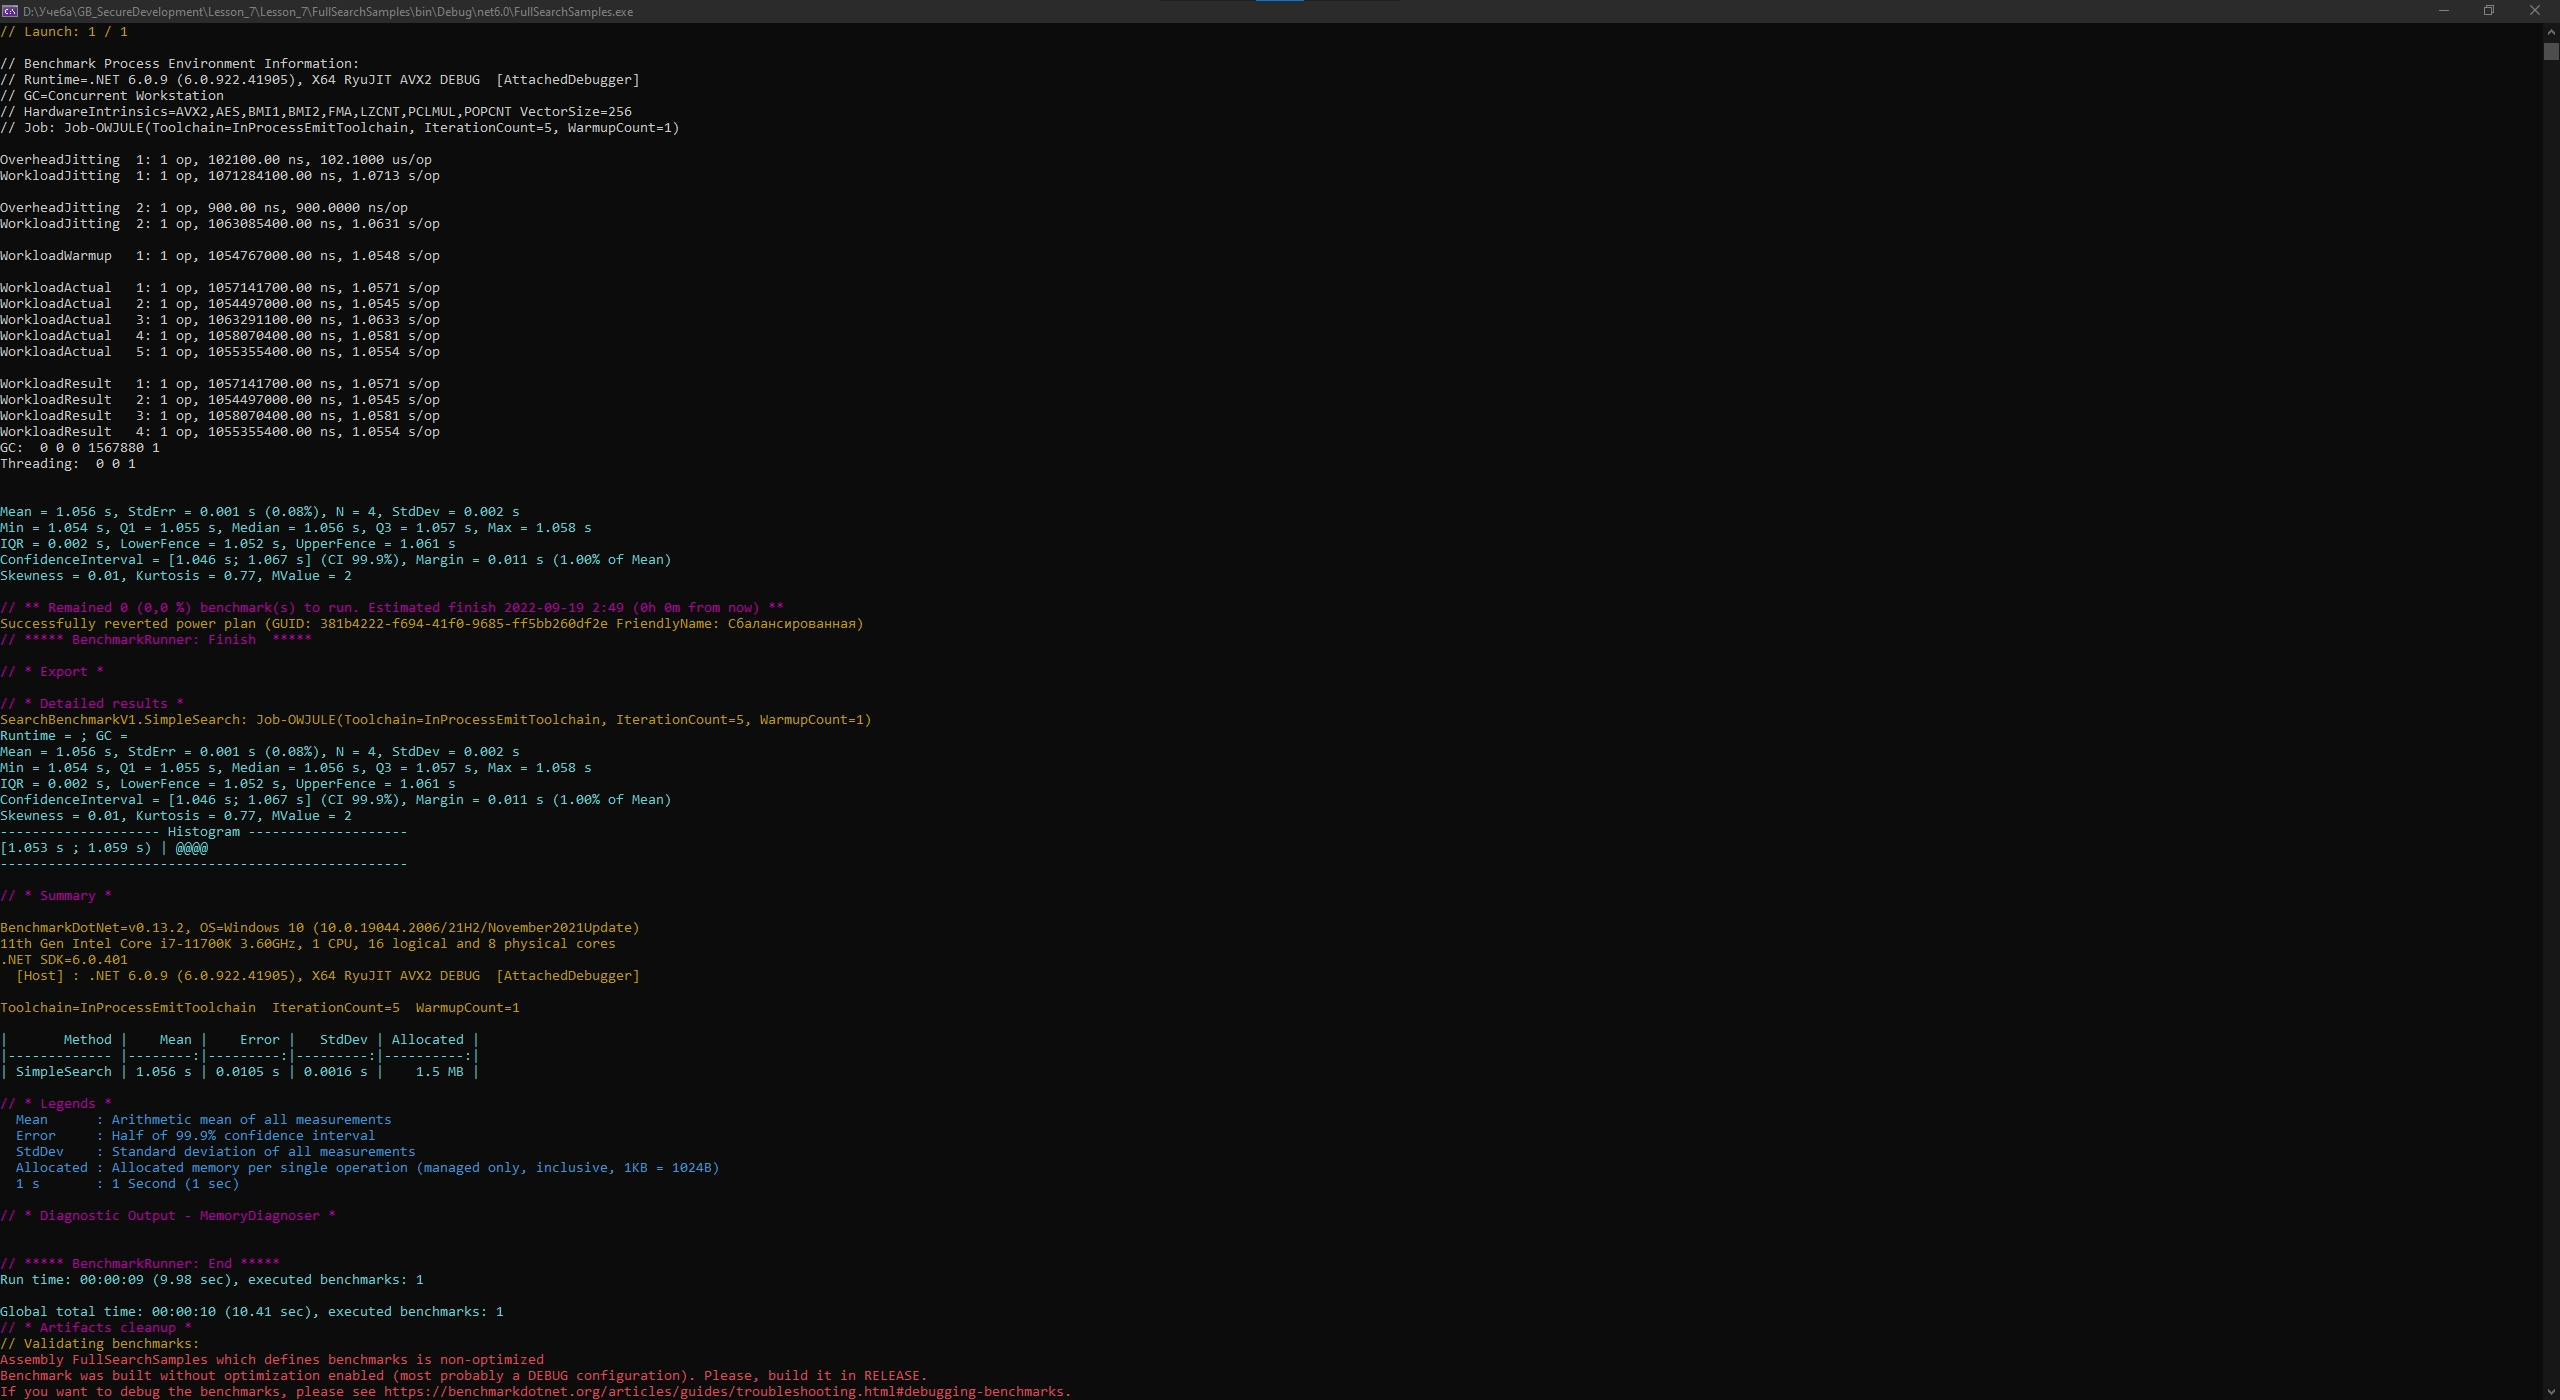 D:\Учеба\GB_SecureDevelopment\Lesson_7\Lesson_7\FullSearchSamples\bin\Debug\net6.0\FullSearchSamples.exe
// Launch: 1 / 1
// Benchmark Process Environment Information:
// Runtime=.NET 6.0.9 (6.0.922.41905), X64 RyuJIT AVX2 DEBUG  [AttachedDebugger]
// GC=Concurrent Workstation
// HardwareIntrinsics=AVX2,AES,BMI1,BMI2,FMA,LZCNT,PCLMUL,POPCNT VectorSize=256
// Job: Job-OWJULE(Toolchain=InProcessEmitToolchain, IterationCount=5, WarmupCount=1)
OverheadJitting  1: 1 op, 102100.00 ns, 102.1000 us/op
WorkloadJitting  1: 1 op, 1071284100.00 ns, 1.0713 s/op
OverheadJitting  2: 1 op, 900.00 ns, 900.0000 ns/op
WorkloadJitting  2: 1 op, 1063085400.00 ns, 1.0631 s/op
WorkloadWarmup   1: 1 op, 1054767000.00 ns, 1.0548 s/op
WorkloadActual   1: 1 op, 1057141700.00 ns, 1.0571 s/op
WorkloadActual   2: 1 op, 1054497000.00 ns, 1.0545 s/op
WorkloadActual   3: 1 op, 1063291100.00 ns, 1.0633 s/op
WorkloadActual   4: 1 op, 1058070400.00 ns, 1.0581 s/op
WorkloadActual   5: 1 op, 1055355400.00 ns, 1.0554 s/op
WorkloadResult   1: 1 op, 1057141700.00 ns, 1.0571 s/op
WorkloadResult   2: 1 op, 1054497000.00 ns, 1.0545 s/op
WorkloadResult   3: 1 op, 1058070400.00 ns, 1.0581 s/op
WorkloadResult   4: 1 op, 1055355400.00 ns, 1.0554 s/op
GC:  0 0 0 1567880 1
Threading:  0 0 1
Mean = 1.056 s, StdErr = 0.001 s (0.08%), N = 4, StdDev = 0.002 s
Min = 1.054 s, Q1 = 1.055 s, Median = 1.056 s, Q3 = 1.057 s, Max = 1.058 s
IQR = 0.002 s, LowerFence = 1.052 s, UpperFence = 1.061 s
ConfidenceInterval = [1.046 s; 1.067 s] (CI 99.9%), Margin = 0.011 s (1.00% of Mean)
Skewness = 0.01, Kurtosis = 0.77, MValue = 2
// ** Remained 0 (0,0 %) benchmark(s) to run. Estimated finish 2022-09-19 2:49 (0h 0m from now) **
Successfully reverted power plan (GUID: 381b4222-f694-41f0-9685-ff5bb260df2e FriendlyName: Сбалансированная)
// ***** BenchmarkRunner: Finish  *****
// * Export *
// * Detailed results *
SearchBenchmarkV1.SimpleSearch: Job-OWJULE(Toolchain=InProcessEmitToolchain, IterationCount=5, WarmupCount=1)
Runtime = ; GC =
Mean = 1.056 s, StdErr = 0.001 s (0.08%), N = 4, StdDev = 0.002 s
Min = 1.054 s, Q1 = 1.055 s, Median = 1.056 s, Q3 = 1.057 s, Max = 1.058 s
IQR = 0.002 s, LowerFence = 1.052 s, UpperFence = 1.061 s
ConfidenceInterval = [1.046 s; 1.067 s] (CI 99.9%), Margin = 0.011 s (1.00% of Mean)
Skewness = 0.01, Kurtosis = 0.77, MValue = 2
-------------------- Histogram --------------------
[1.053 s ; 1.059 s) | @@@@
---------------------------------------------------
// * Summary *
BenchmarkDotNet=v0.13.2, OS=Windows 10 (10.0.19044.2006/21H2/November2021Update)
11th Gen Intel Core i7-11700K 3.60GHz, 1 CPU, 16 logical and 8 physical cores
.NET SDK=6.0.401
  [Host] : .NET 6.0.9 (6.0.922.41905), X64 RyuJIT AVX2 DEBUG  [AttachedDebugger]
Toolchain=InProcessEmitToolchain  IterationCount=5  WarmupCount=1
|       Method |    Mean |    Error |   StdDev | Allocated |
|------------- |--------:|---------:|---------:|----------:|
| SimpleSearch | 1.056 s | 0.0105 s | 0.0016 s |    1.5 MB |
// * Legends *
  Mean      : Arithmetic mean of all measurements
  Error     : Half of 99.9% confidence interval
  StdDev    : Standard deviation of all measurements
  Allocated : Allocated memory per single operation (managed only, inclusive, 1KB = 1024B)
  1 s       : 1 Second (1 sec)
// * Diagnostic Output - MemoryDiagnoser *
// ***** BenchmarkRunner: End *****
Run time: 00:00:09 (9.98 sec), executed benchmarks: 1
Global total time: 00:00:10 (10.41 sec), executed benchmarks: 1
// * Artifacts cleanup *
// Validating benchmarks:
Assembly FullSearchSamples which defines benchmarks is non-optimized
Benchmark was built without optimization enabled (most probably a DEBUG configuration). Please, build it in RELEASE.
If you want to debug the benchmarks, please see https://benchmarkdotnet.org/articles/guides/troubleshooting.html#debugging-benchmarks.